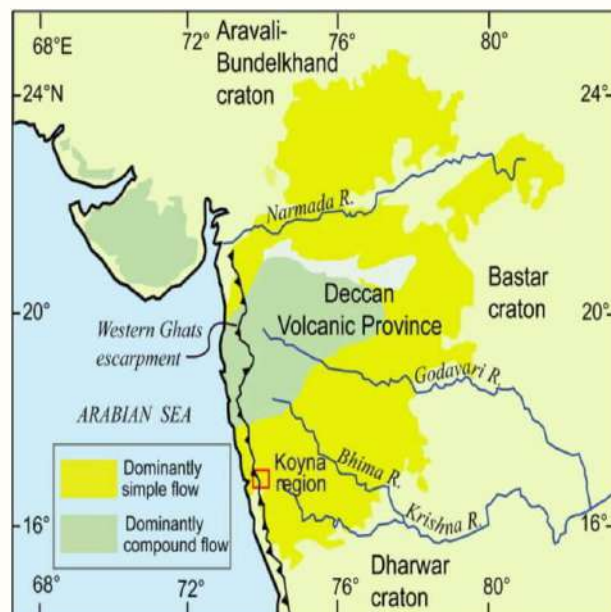 68°E
72°
76°
80°
Aravali-
Bundelkhand
craton
24°N
24°
Narmada R.
Bastar
craton
Deccan
Volcanic Province
20°
20°
Western Ghats
escarpment
Godavari R.
ARABIAN SEA
Dominantly
simple flow
Dominantly
compound flow
Koyna
region
Bhima R.
Krishna R.
16°
16°
Dharwar
craton
68°
72°
76°
80°